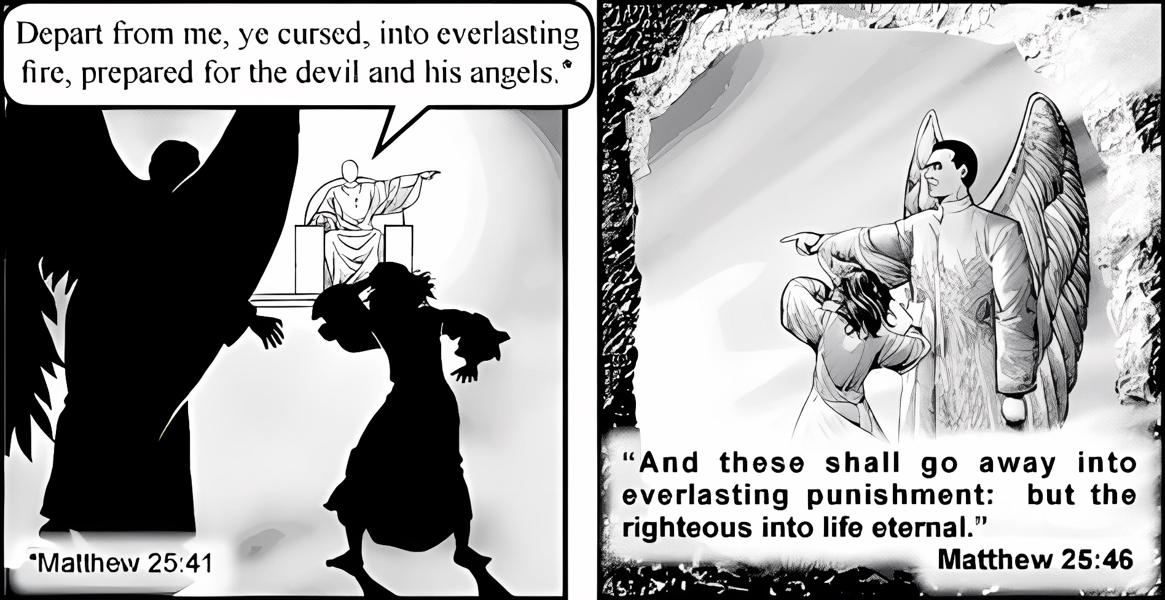 Depart from me, ye cursed, into everlasting
fire, prepared for the devil and his angels.*
*Matthew 25:41
“And these shall go away into
everlasting punishment: but the
righteous into life eternal.”
Matthew 25:46